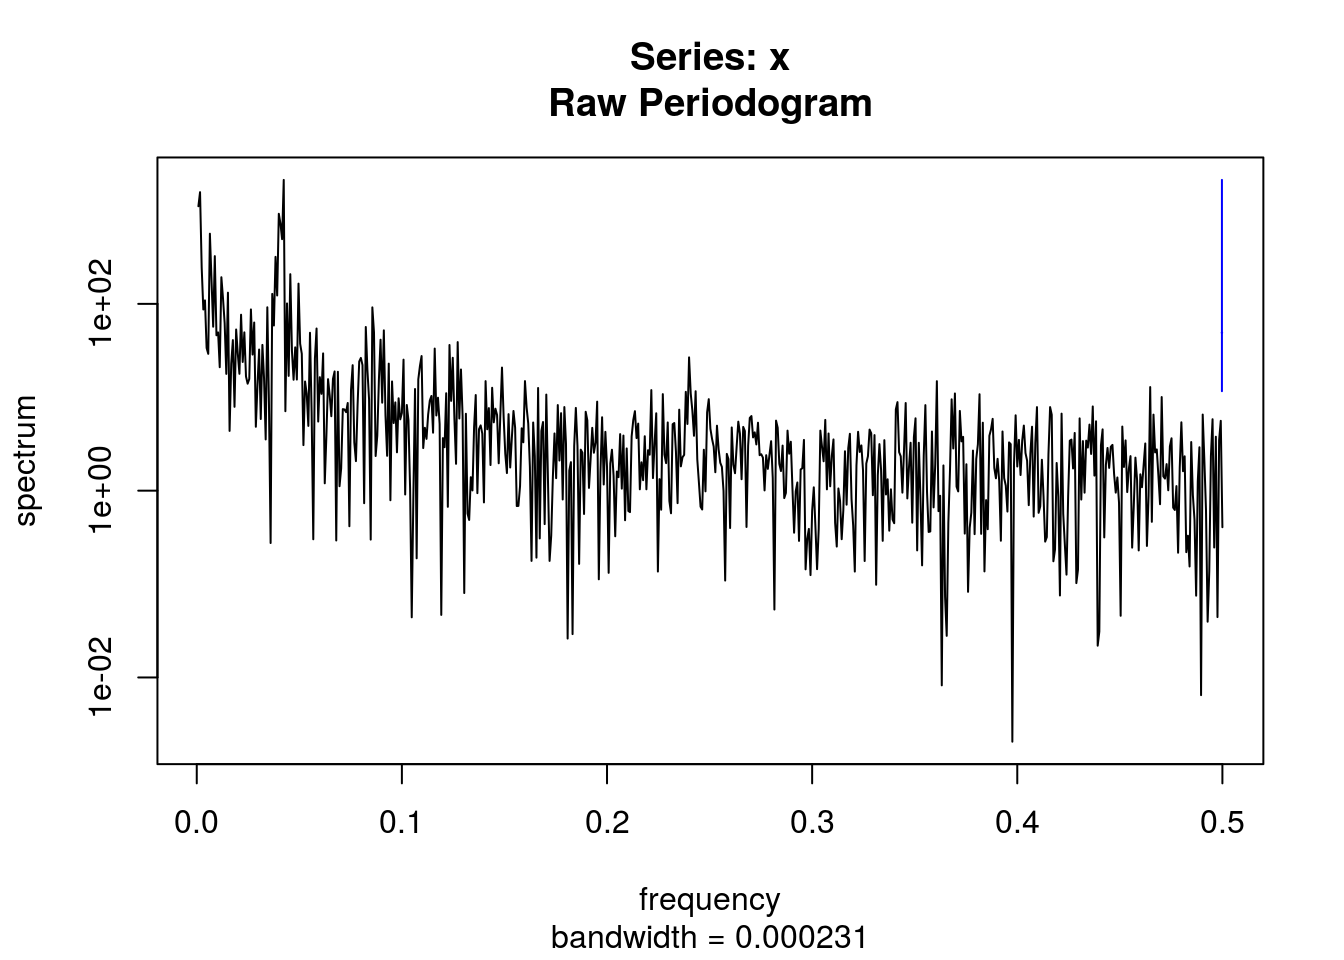 Series: x
Raw Periodogram
spectrum
1e+02
1e+00
1e-02
0.0 0.1 0.2 0.3 0.4 0.5
frequency
bandwidth = 0.000231